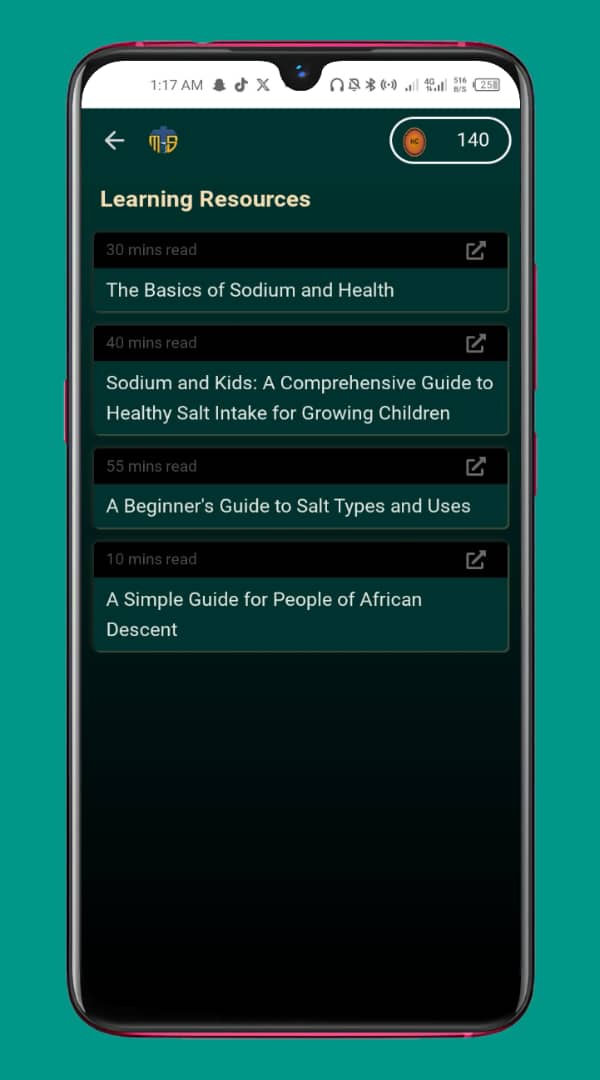 1:17 AM 4G 516 B/S 25
140
Learning Resources
30 mins read
The Basics of Sodium and Health
40 mins read
Sodium and Kids: A Comprehensive Guide to
Healthy Salt Intake for Growing Children
55 mins read
A Beginner's Guide to Salt Types and Uses
10 mins read
A Simple Guide for People of African
Descent